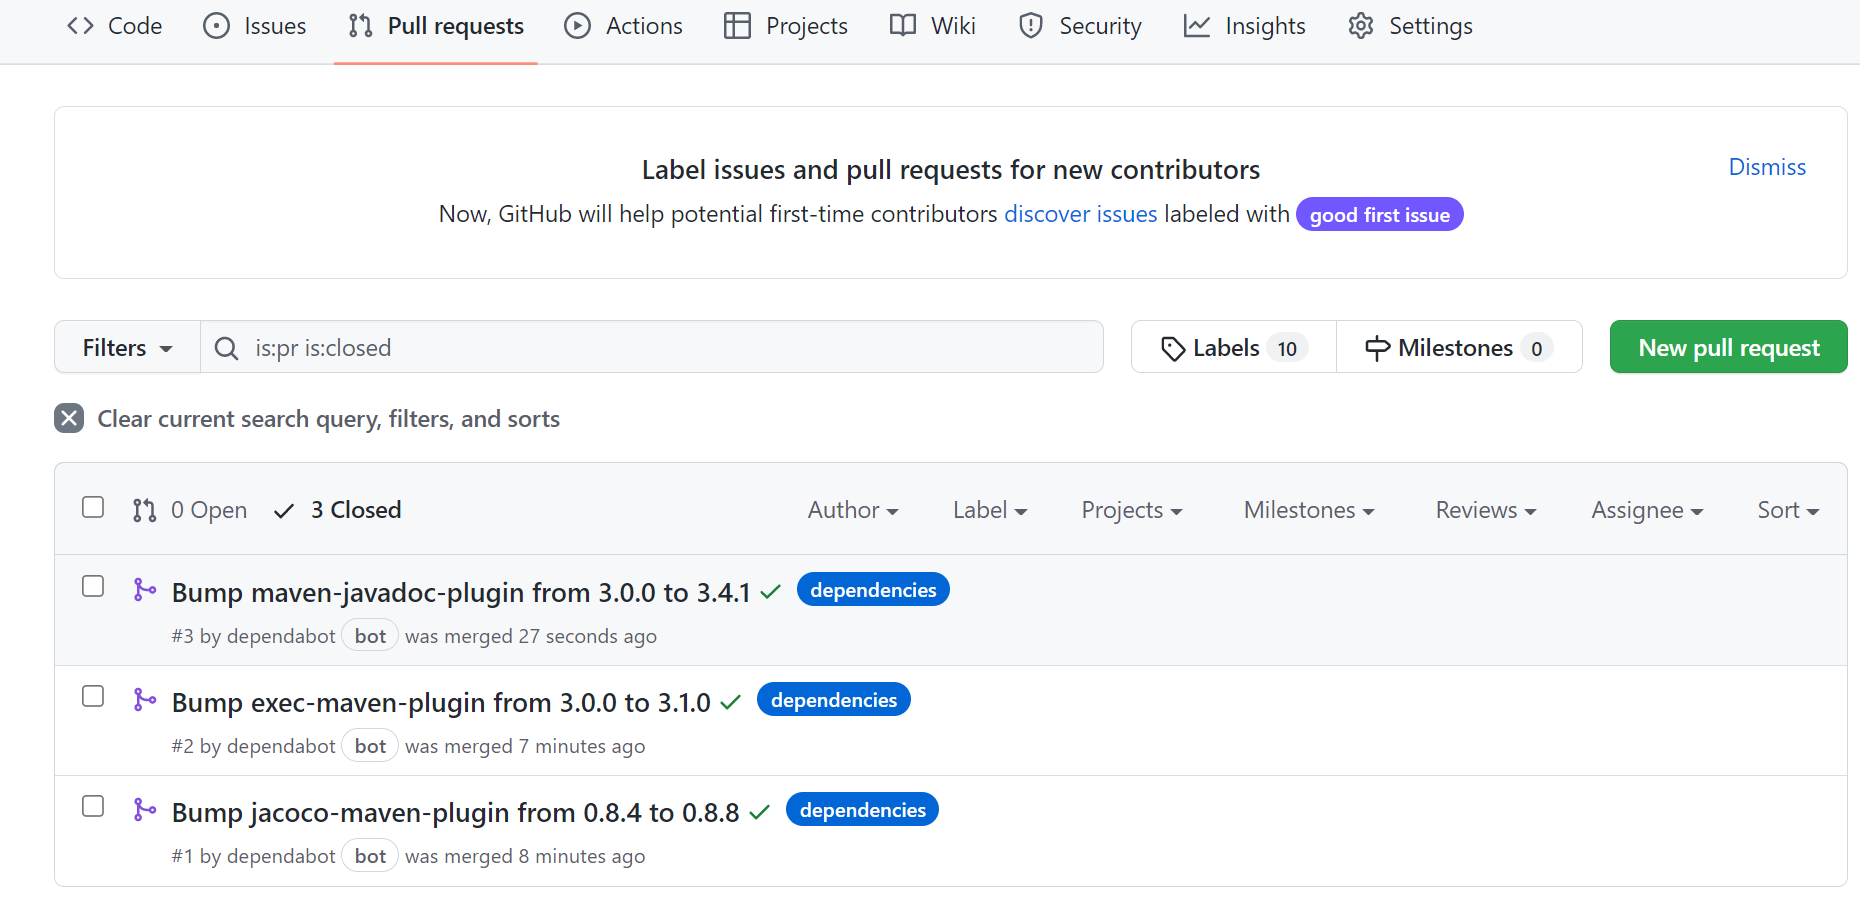 Code Issues Pull requests Actions Projects Wiki Security Insights Settings
Label issues and pull requests for new contributors
Dismiss
Now, GitHub will help potential first-time contributors discover issues labeled with good first issue
Filters is:pr is:closed Labels 10 Milestones 0 New pull request
Clear current search query, filters, and sorts
0 Open 3 Closed Author Label Projects Milestones Reviews Assignee Sort
Bump maven-javadoc-plugin from 3.0.0 to 3.4.1 dependencies
#3 by dependabot bot was merged 27 seconds ago
Bump exec-maven-plugin from 3.0.0 to 3.1.0 dependencies
#2 by dependabot bot was merged 7 minutes ago
Bump jacoco-maven-plugin from 0.8.4 to 0.8.8 dependencies
#1 by dependabot bot was merged 8 minutes ago